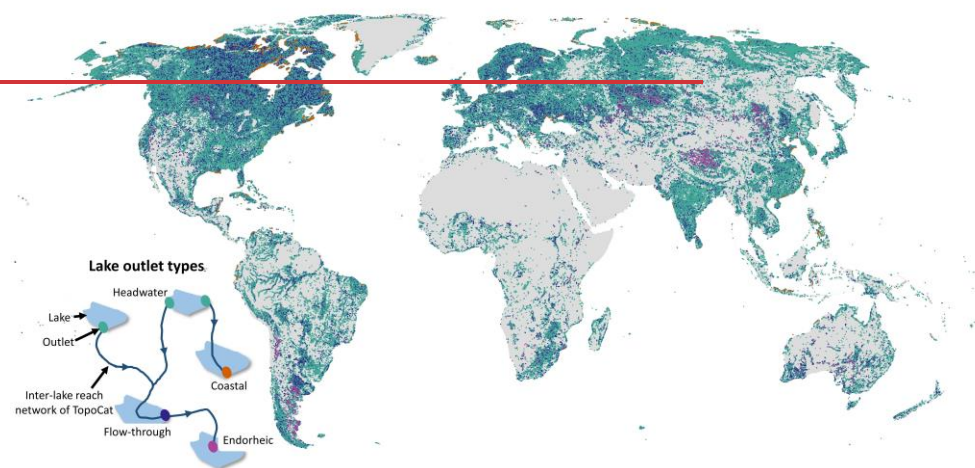 Lake outlet types
Headwater
Lake
Outlet
Inter-lake reach
network of TopoCat
Coastal
Flow-through
Endorheic